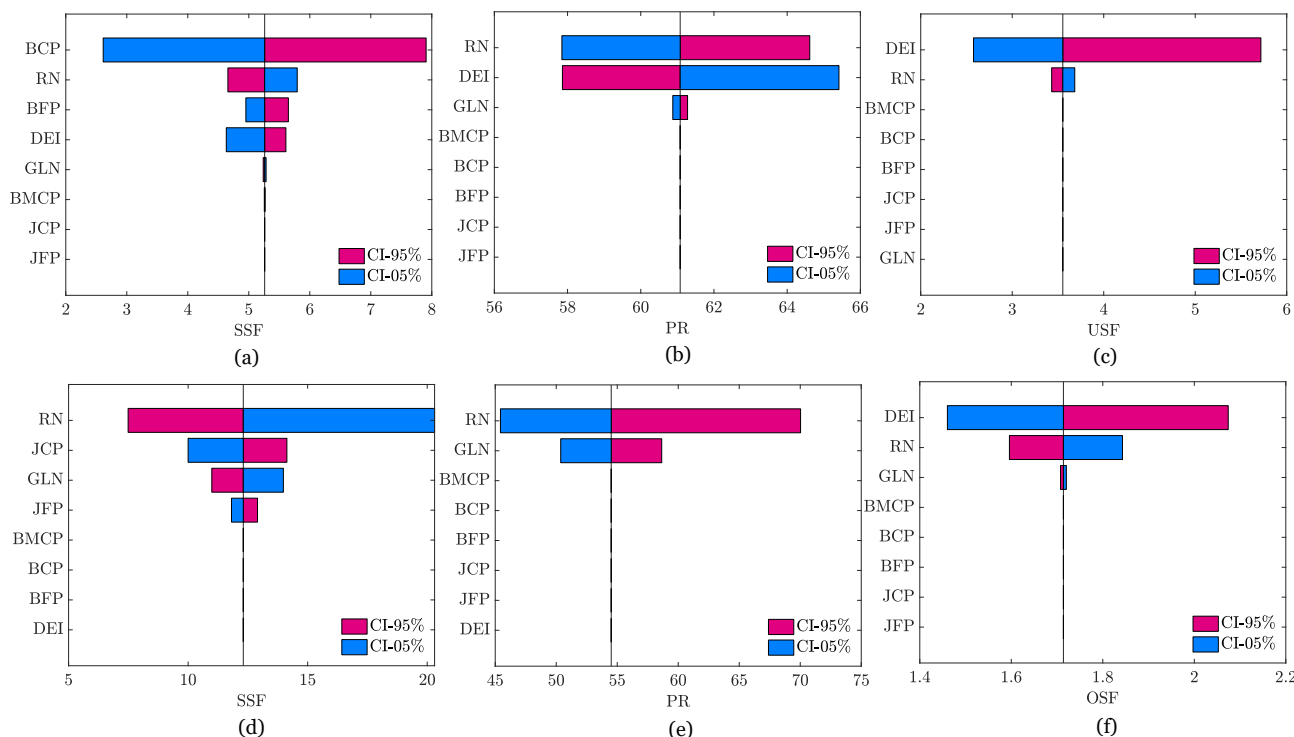 BCP
RN
BFP
DEI
GLN
BMCP
JCP
JFP
CI-95%
CI-05%
2 3 4 5 6 7 8
SSF
(a)
RN
DEI
GLN
BMCP
BCP
BFP
JCP
JFP
CI-95%
CI-05%
56 58 60 62 64 66
PR
(b)
DEI
RN
BMCP
BCP
BFP
JCP
JFP
GLN
CI-95%
CI-05%
2 3 4 5 6
USF
(c)
RN
JCP
GLN
JFP
BMCP
BCP
BFP
DEI
CI-95%
CI-05%
5 10 15 20
SSF
(d)
RN
GLN
BMCP
BCP
BFP
JCP
JFP
DEI
CI-95%
CI-05%
45 50 55 60 65 70 75
PR
(e)
DEI
RN
GLN
BMCP
BCP
BFP
JCP
JFP
CI-95%
CI-05%
1.4 1.6 1.8 2 2.2
OSF
(f)